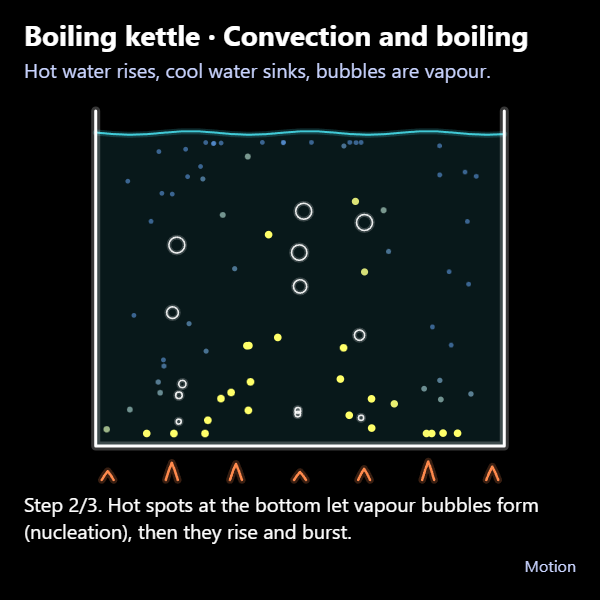 Boiling kettle · Convection and boiling
Hot water rises, cool water sinks, bubbles are vapour.
Step 2/3. Hot spots at the bottom let vapour bubbles form
(nucleation), then they rise and burst.
Motion